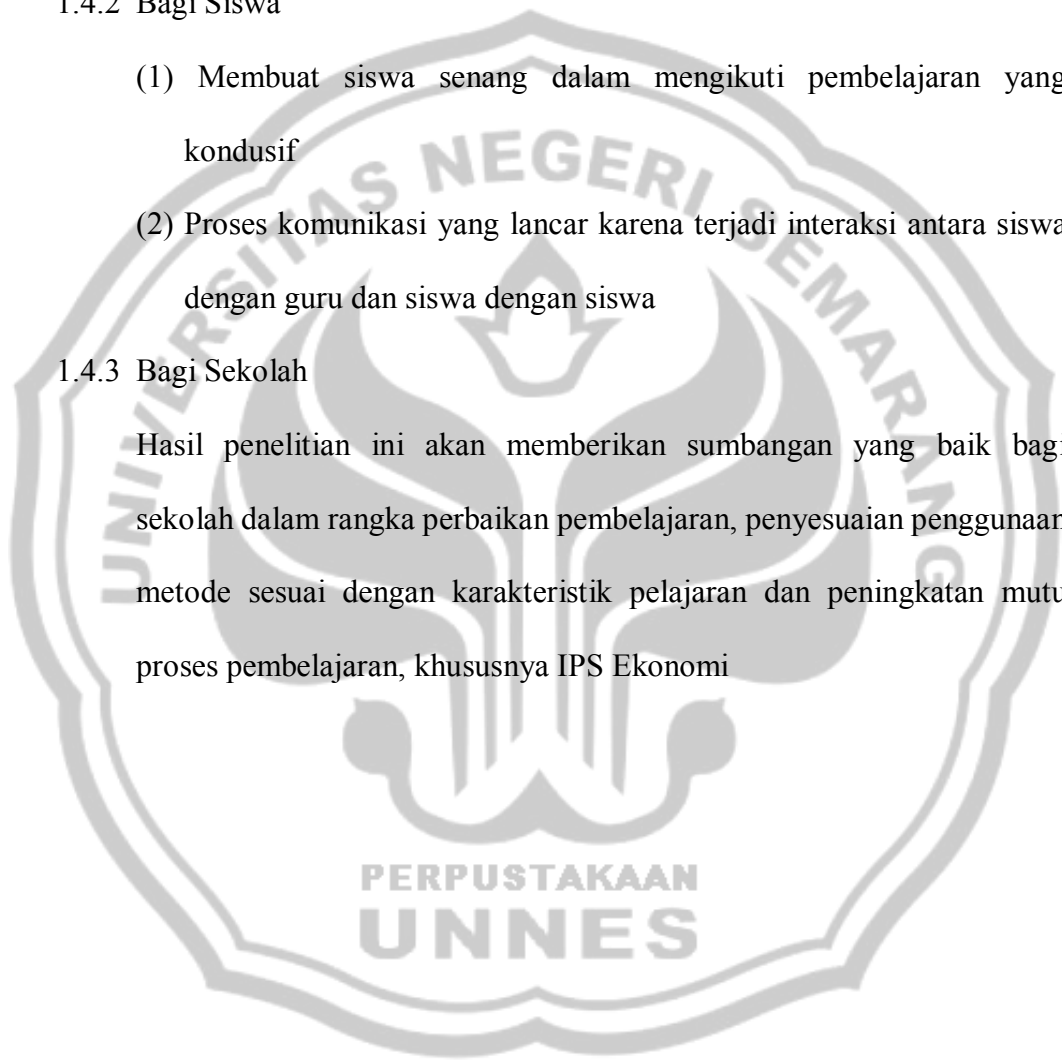 1.4.2 Bagi Siswa
(1) Membuat siswa senang dalam mengikuti pembelajaran yang
kondusif
(2) Proses komunikasi yang lancar karena terjadi interaksi antara siswa
dengan guru dan siswa dengan siswa
1.4.3 Bagi Sekolah
Hasil penelitian ini akan memberikan sumbangan yang baik bagi
sekolah dalam rangka perbaikan pembelajaran, penyesuaian penggunaan
metode sesuai dengan karakteristik pelajaran dan peningkatan mutu
proses pembelajaran, khususnya IPS Ekonomi
UNIVERSITAS NEGERI SEMARANG
PERPUSTAKAAN
UNNES